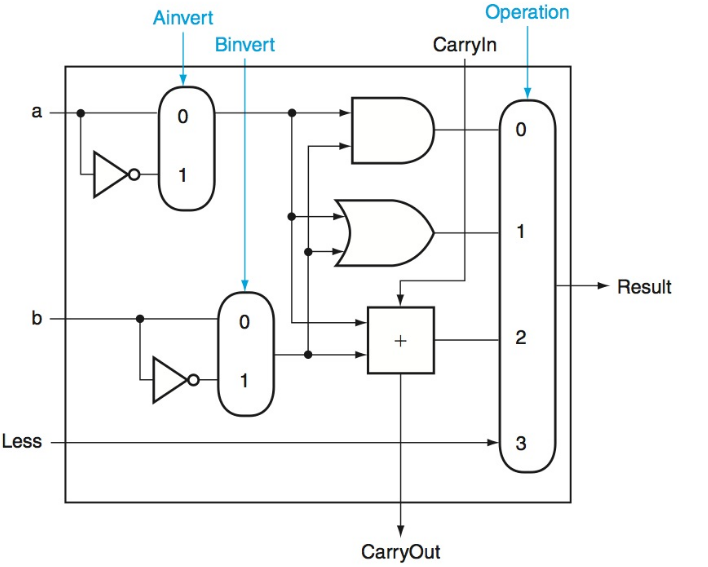 Operation
Ainvert
Binvert
CarryIn
a
0
0
1
1
b
0
2
+
1
Result
Less
3
CarryOut